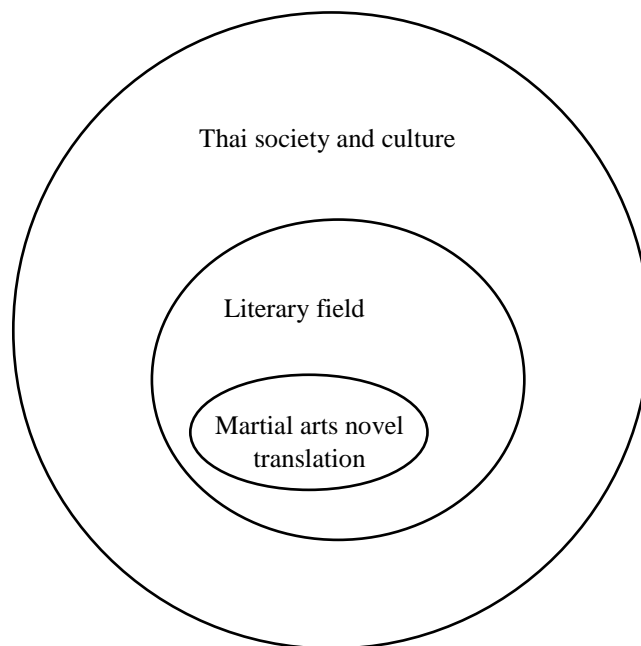 Thai society and culture
Literary field
Martial arts novel
translation